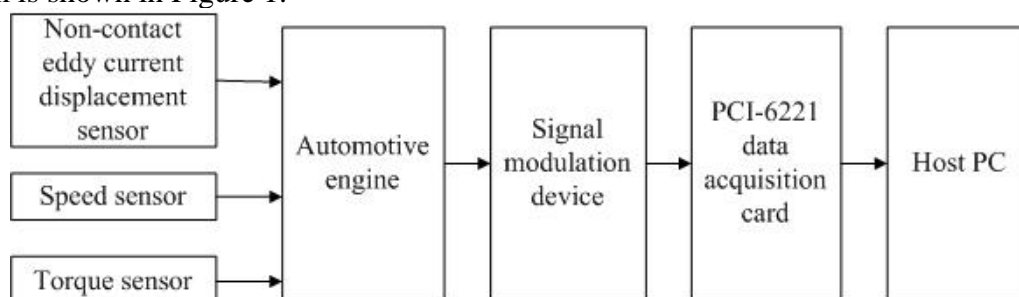 is shown in Figure 1.
Non-contact
eddy current
displacement
sensor
Speed sensor
Torque sensor
Automotive
engine
Signal
modulation
device
PCI-6221
data
acquisition
card
Host PC